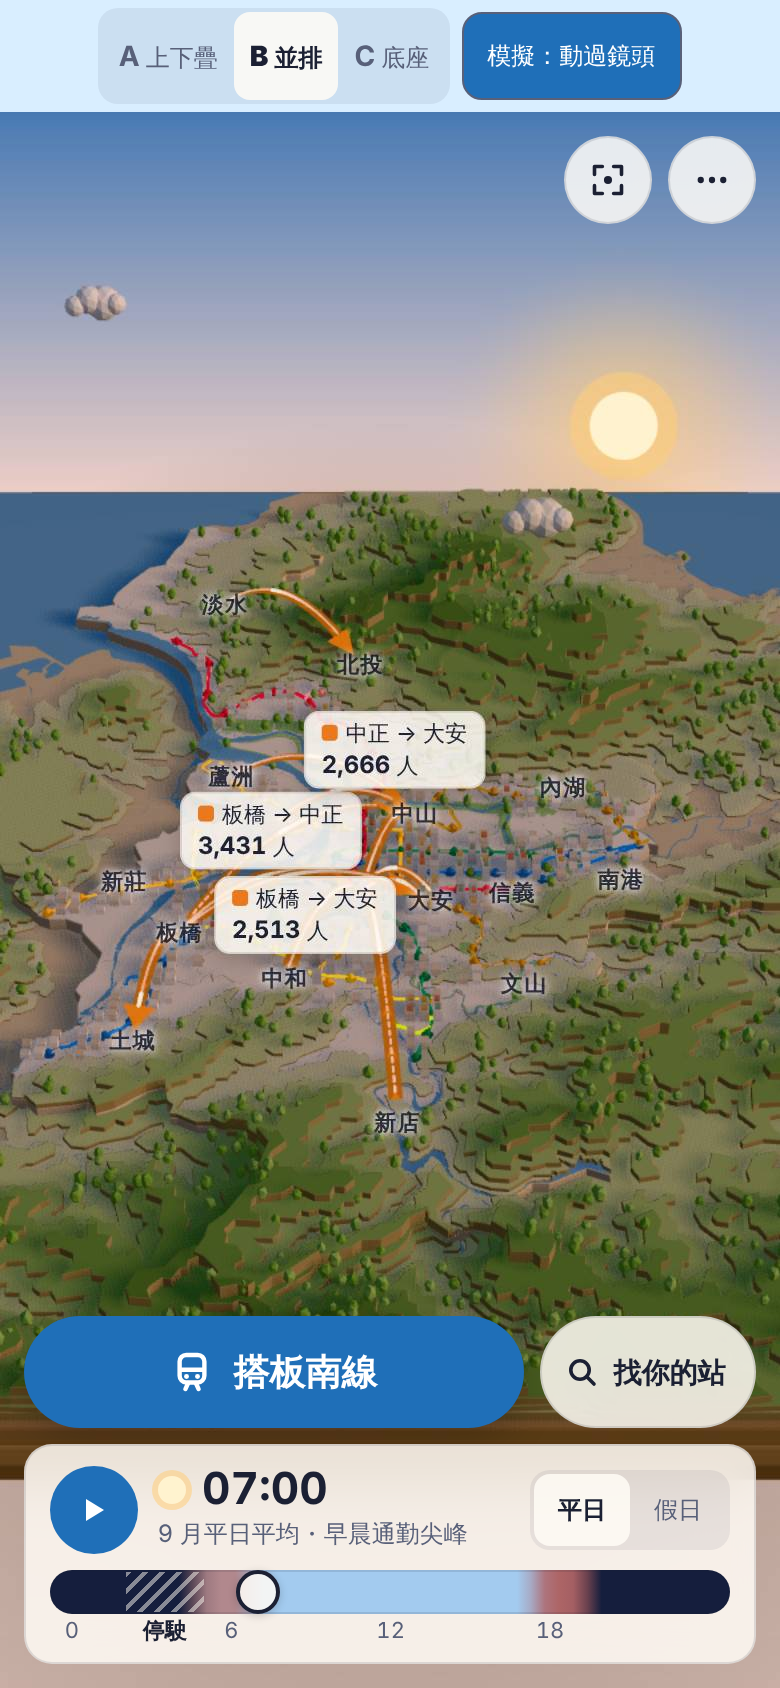 A 上下疊
B 並排
C 底座
模擬：動過鏡頭
淡水
北投
中正 → 大安
2,666 人
蘆洲
內湖
板橋 → 中正
3,431 人
中山
新莊
南港
信義
板橋 → 大安
2,513 人
大安
板橋
中和
文山
土城
新店
搭板南線
找你的站
07:00
9 月平日平均・早晨通勤尖峰
平日
假日
0 停駛 6 12 18